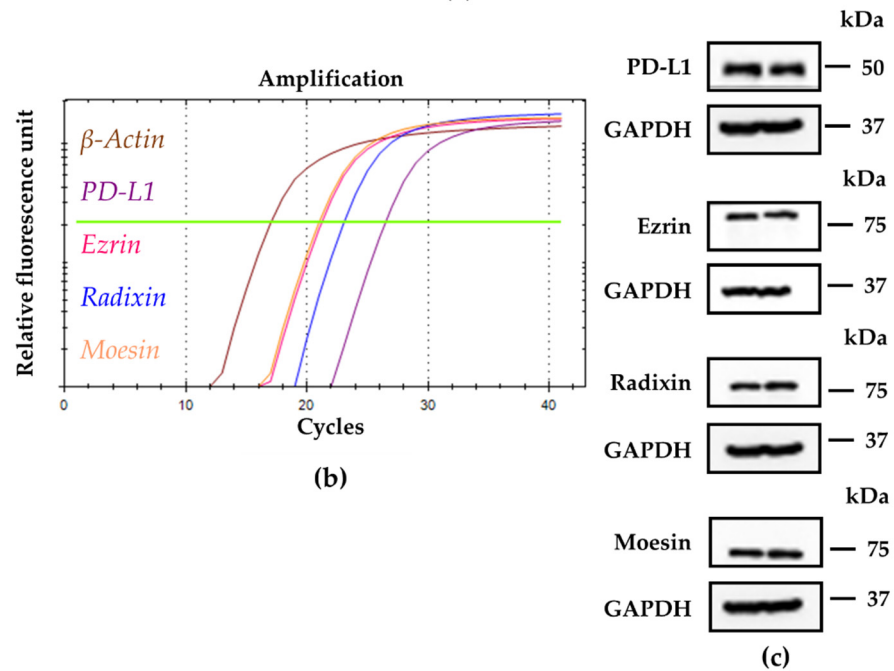 Amplification
Relative fluorescence unit
β-Actin
PD-L1
Ezrin
Radixin
Moesin
0 10 20 30 40
Cycles
(b)
kDa
PD-L1 50
GAPDH 37
kDa
Ezrin 75
GAPDH 37
kDa
Radixin 75
GAPDH 37
kDa
Moesin 75
GAPDH 37
(c)